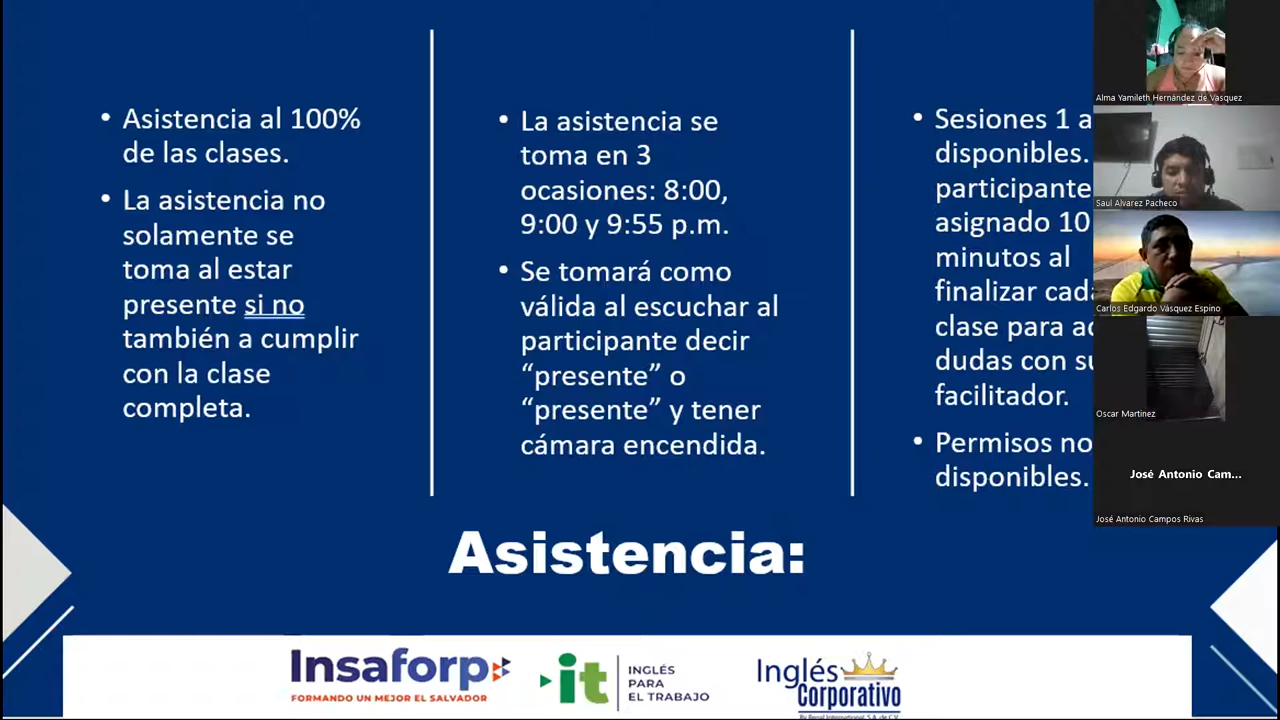 • Asistencia al 100%
de las clases.
• La asistencia no
solamente se
toma al estar
presente si no
también a cumplir
con la clase
completa.
• La asistencia se
toma en 3
ocasiones: 8:00,
9:00 y 9:55 p.m.
• Se tomará como
válida al escuchar al
participante decir
“presente” o
“presente” y tener
cámara encendida.
• Sesiones 1 a
disponibles.
participante
asignado 10
minutos al
finalizar cada
clase para
dudas con su
facilitador.
• Permisos no
disponibles.
Asistencia:
Insaforp
FORMANDO UN MEJOR EL SALVADOR
it
INGLÉS
PARA
EL TRABAJO
Inglés
Corporativo
By Renal International, S.A. de C.V.
Alma Yamileth Hernández de Vasquez
Saul Alvarez Pacheco
Carlos Edgardo Vásquez Espino
Oscar Martinez
José Antonio Cam...
José Antonio Campos Rivas